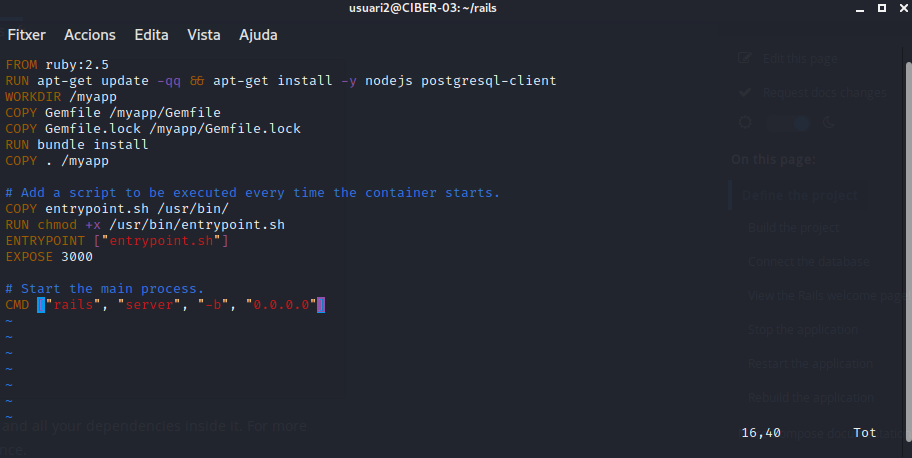 usuari2@CIBER-03: ~/rails
Fitxer Accions Edita Vista Ajuda
FROM ruby:2.5
RUN apt-get update -qq && apt-get install -y nodejs postgresql-client
WORKDIR /myapp
COPY Gemfile /myapp/Gemfile
COPY Gemfile.lock /myapp/Gemfile.lock
RUN bundle install
COPY . /myapp
# Add a script to be executed every time the container starts.
COPY entrypoint.sh /usr/bin/
RUN chmod +x /usr/bin/entrypoint.sh
ENTRYPOINT ["entrypoint.sh"]
EXPOSE 3000
# Start the main process.
CMD ["rails", "server", "-b", "0.0.0.0"]
~
~
~
~
~
~
~
16,40 Tot
Edit this page
Request docs changes
On this page:
Define the project
Build the project
Connect the database
View the Rails welcome page
Stop the application
Restart the application
Rebuild the application
and all your dependencies inside it. For more